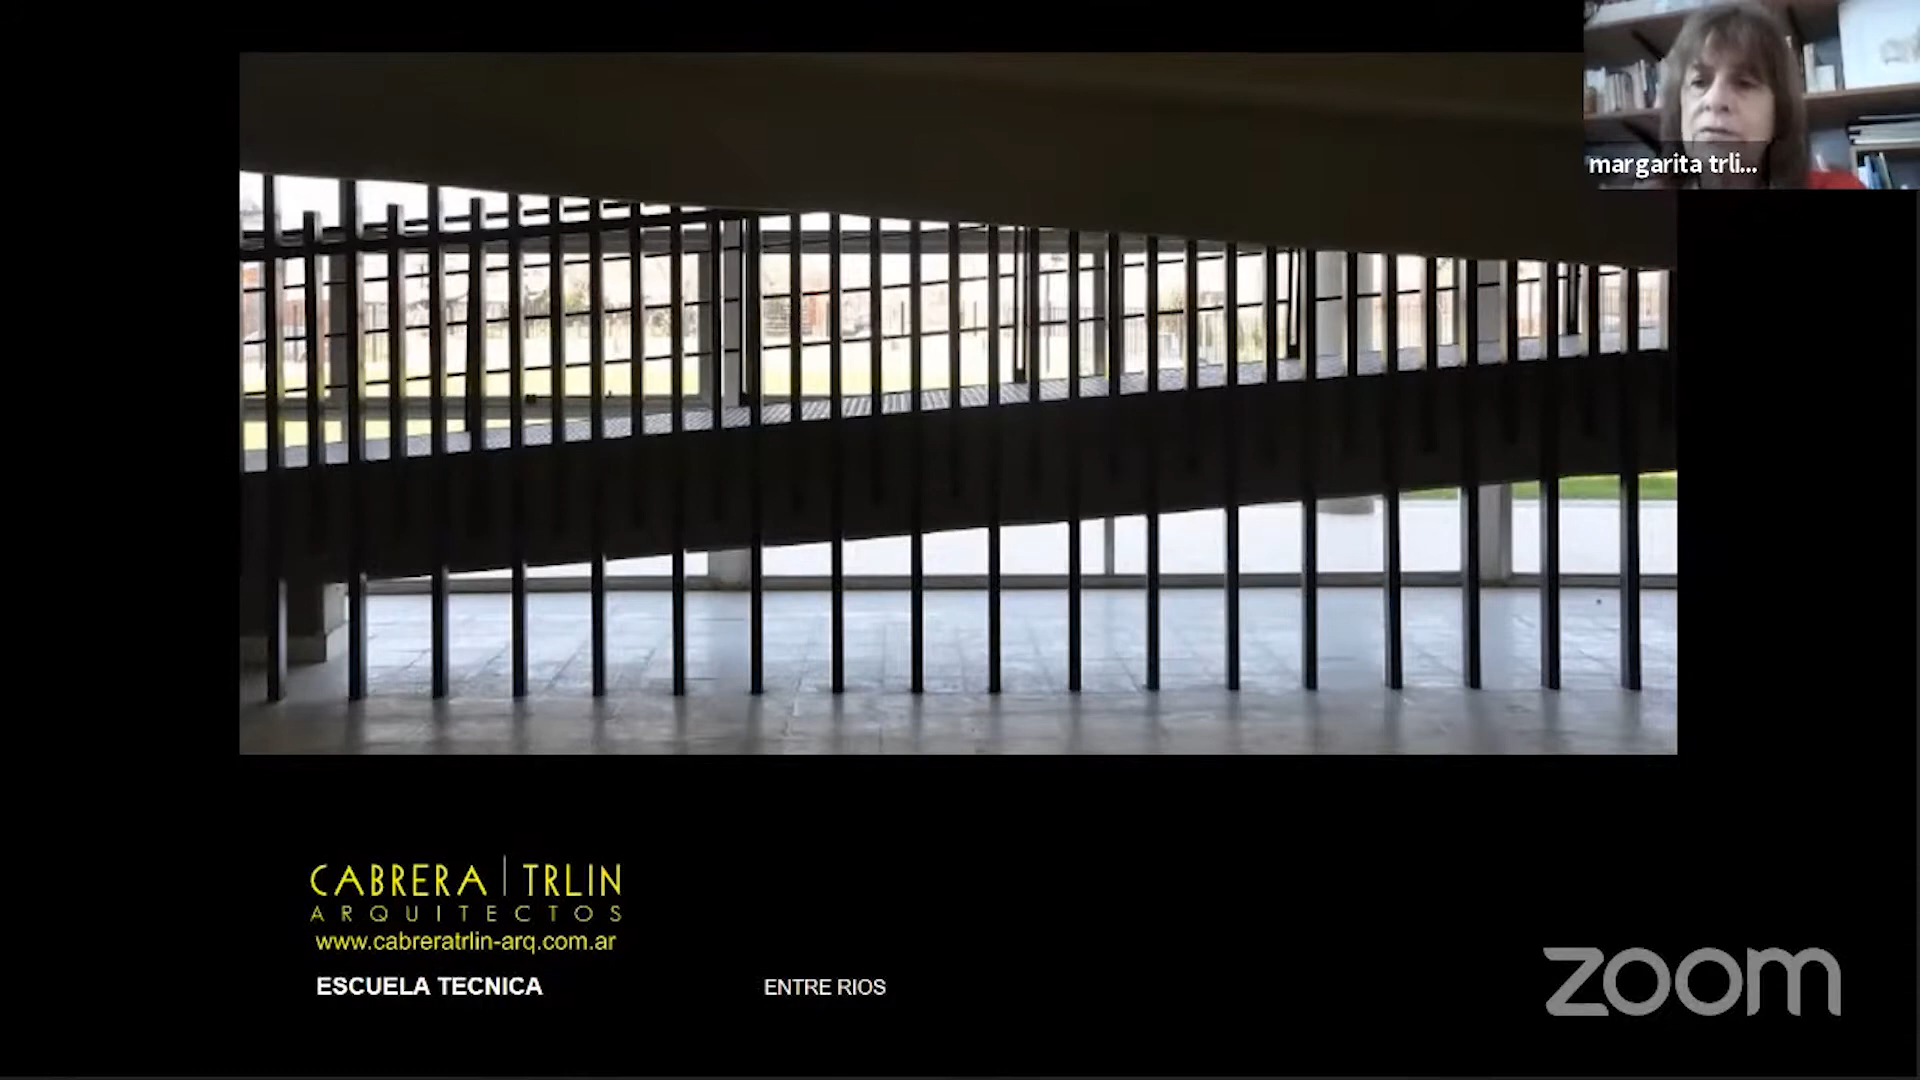 margarita trli...
CABRERA | TRLIN
ARQUITECTOS
www.cabreratrlin-arq.com.ar
ESCUELA TECNICA
ENTRE RIOS
zoom